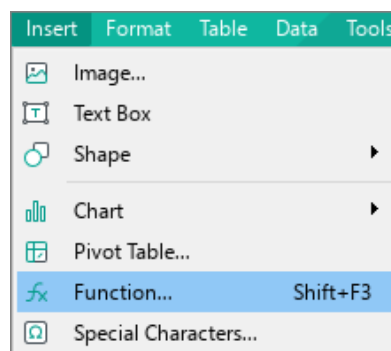 Insert Format Table Data Tools
Image...
Text Box
Shape
Chart
Pivot Table...
Function... Shift+F3
Special Characters...